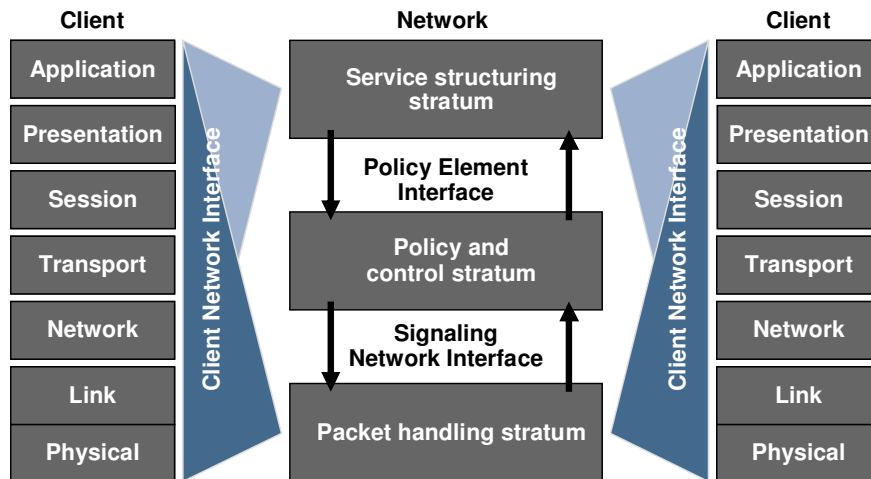 Client
Network
Client
Application
Presentation
Session
Transport
Network
Link
Physical
Client Network Interface
Service structuring
stratum
Policy Element
Interface
Policy and
control stratum
Signaling
Network Interface
Packet handling stratum
Client Network Interface
Application
Presentation
Session
Transport
Network
Link
Physical